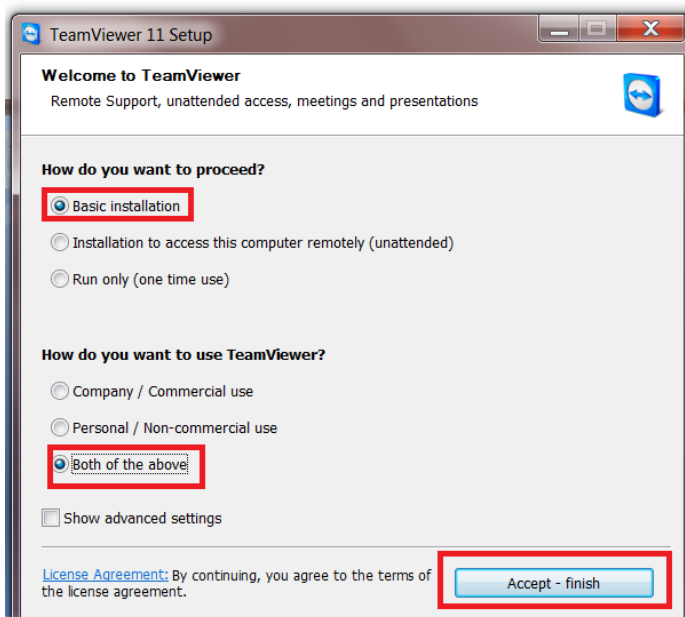 TeamViewer 11 Setup
Welcome to TeamViewer
Remote Support, unattended access, meetings and presentations
How do you want to proceed?
Basic installation
Installation to access this computer remotely (unattended)
Run only (one time use)
How do you want to use TeamViewer?
Company / Commercial use
Personal / Non-commercial use
Both of the above
Show advanced settings
License Agreement: By continuing, you agree to the terms of
the license agreement.
Accept - finish